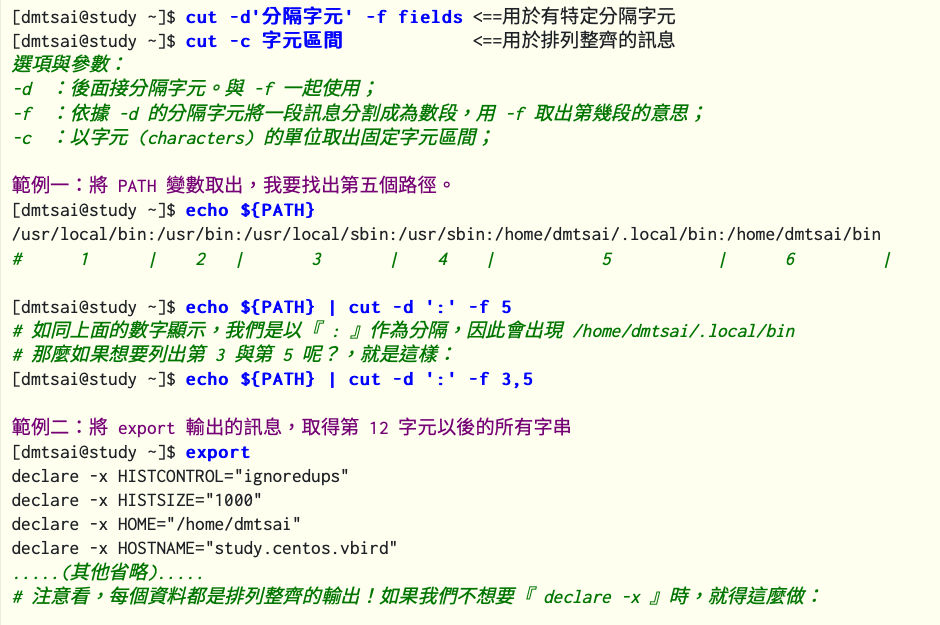 [dmtsai@study ~]$ cut -d'分隔字元' -f fields <==用於有特定分隔字元
[dmtsai@study ~]$ cut -c 字元區間            <==用於排列整齊的訊息
選項與參數：
-d  ：後面接分隔字元。與 -f 一起使用；
-f  ：依據 -d 的分隔字元將一段訊息分割成為數段，用 -f 取出第幾段的意思；
-c  ：以字元 (characters) 的單位取出固定字元區間；
範例一：將 PATH 變數取出，我要找出第五個路徑。
[dmtsai@study ~]$ echo ${PATH}
/usr/local/bin:/usr/bin:/usr/local/sbin:/usr/sbin:/home/dmtsai/.local/bin:/home/dmtsai/bin
#      1      |    2   |       3       |    4    |           5           |      6         |
[dmtsai@study ~]$ echo ${PATH} | cut -d ':' -f 5
# 如同上面的數字顯示，我們是以『 : 』作為分隔，因此會出現 /home/dmtsai/.local/bin
# 那麼如果想要列出第 3 與第 5 呢？，就是這樣：
[dmtsai@study ~]$ echo ${PATH} | cut -d ':' -f 3,5
範例二：將 export 輸出的訊息，取得第 12 字元以後的所有字串
[dmtsai@study ~]$ export
declare -x HISTCONTROL="ignoredups"
declare -x HISTSIZE="1000"
declare -x HOME="/home/dmtsai"
declare -x HOSTNAME="study.centos.vbird"
.....(其他省略).....
# 注意看，每個資料都是排列整齊的輸出！如果我們不想要『 declare -x 』時，就得這麼做：